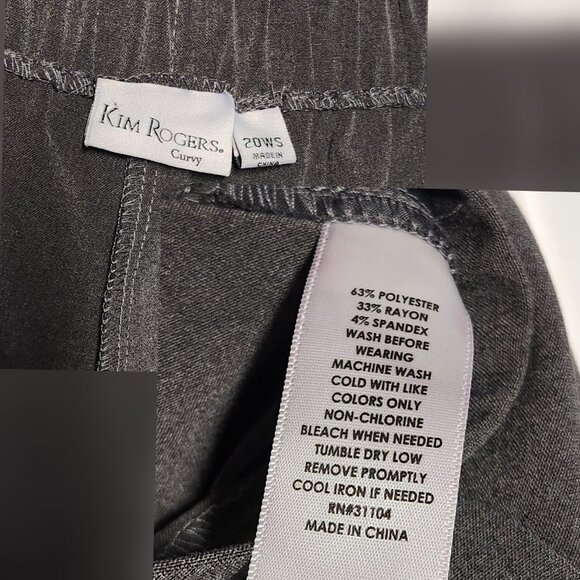 KIM ROGERS®
Curvy
20WS
MADE IN
CHINA
63% POLYESTER
33% RAYON
4% SPANDEX
WASH BEFORE
WEARING
MACHINE WASH
COLD WITH LIKE
COLORS ONLY
NON-CHLORINE
BLEACH WHEN NEEDED
TUMBLE DRY LOW
REMOVE PROMPTLY
COOL IRON IF NEEDED
RN#31104
MADE IN CHINA